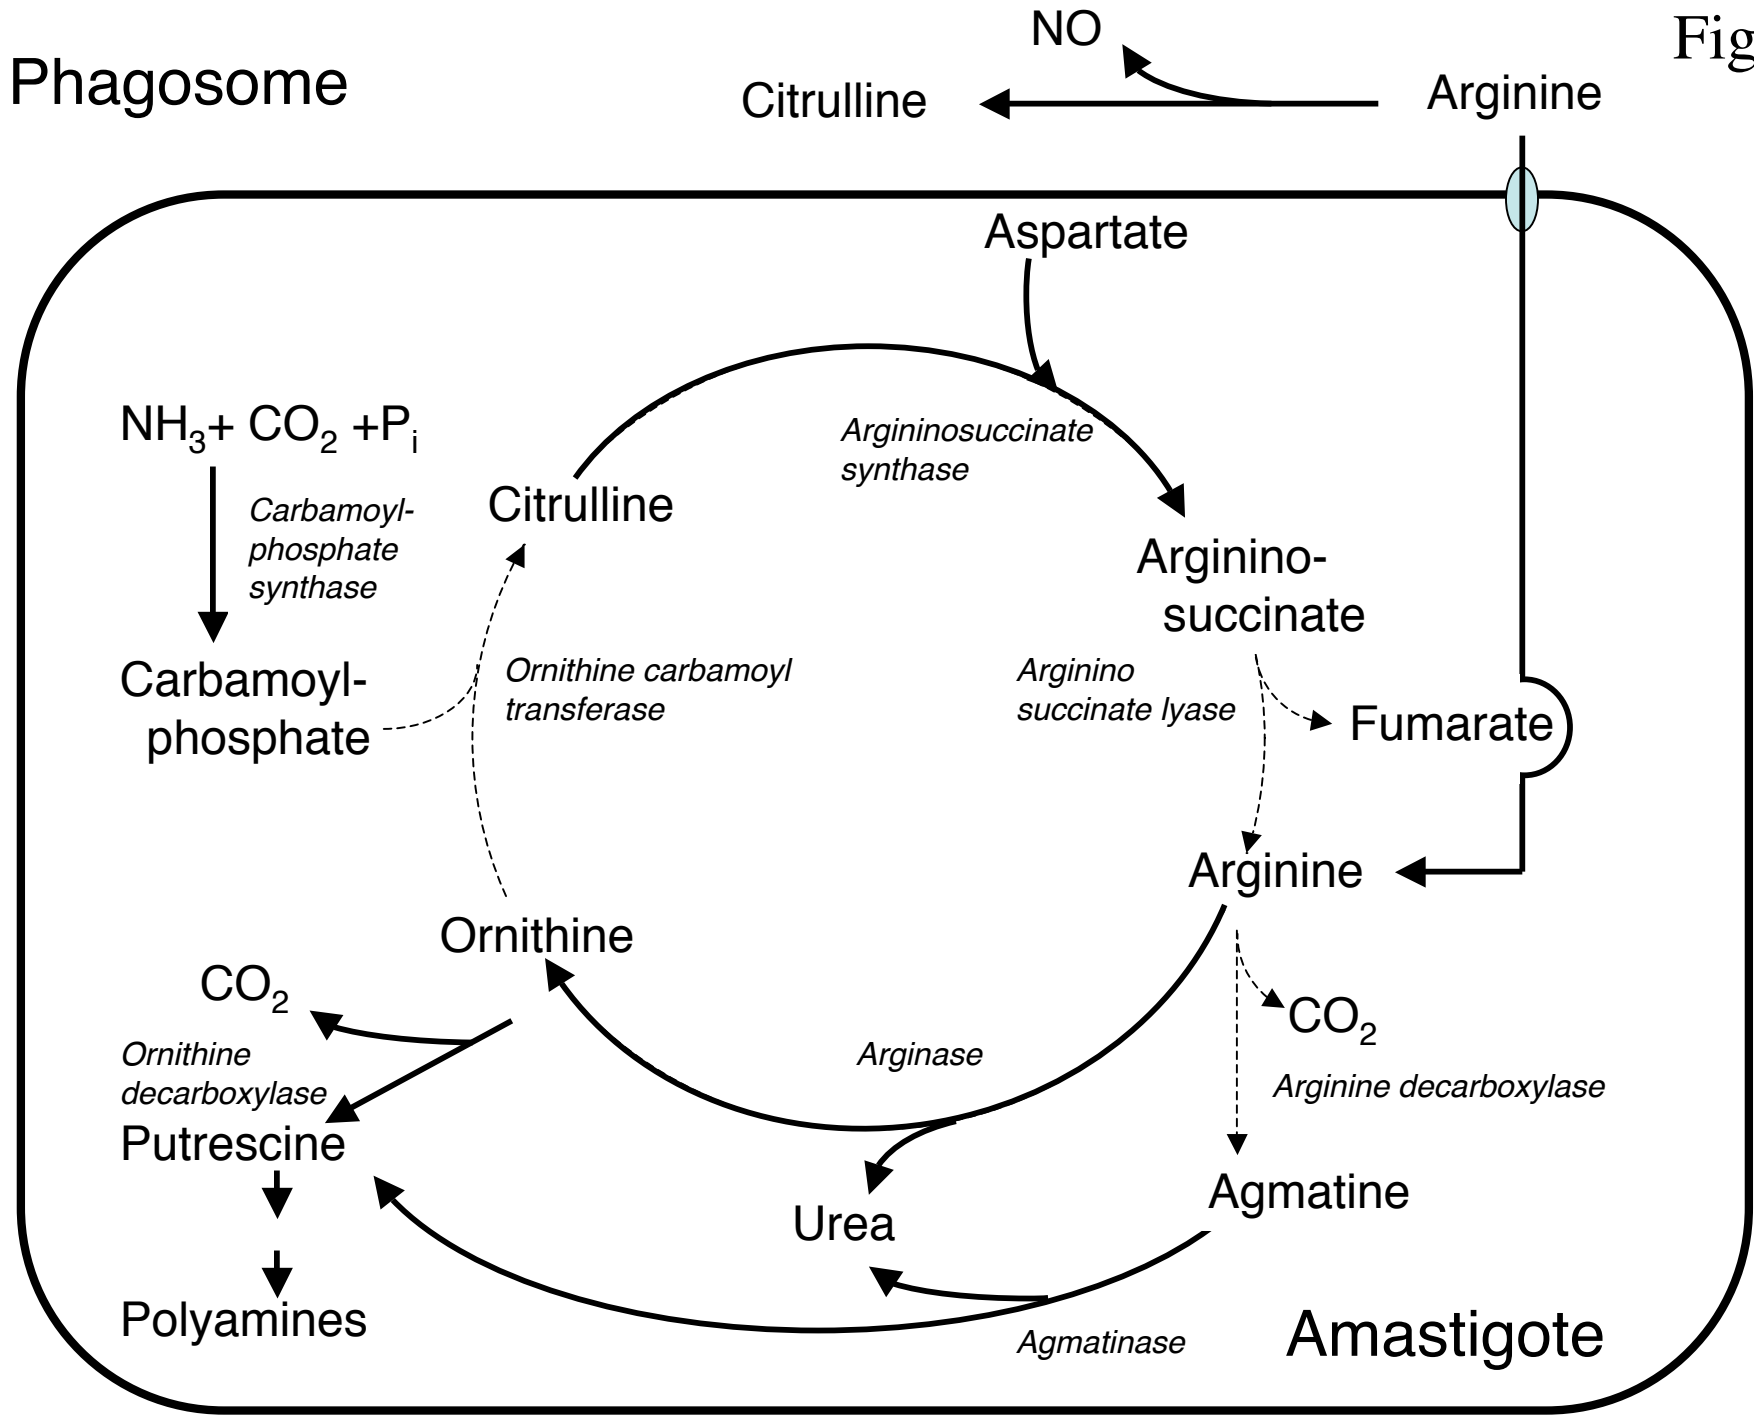 NO
Fig
Phagosome
Citrulline
Arginine
Aspartate
NH3+ CO2 +Pi
Argininosuccinate
synthase
Citrulline
Carbamoyl-
phosphate
synthase
Arginino-
succinate
Carbamoyl-
phosphate
Ornithine carbamoyl
transferase
Arginino
succinate lyase
Fumarate
Arginine
Ornithine
CO2
CO2
Ornithine
decarboxylase
Arginase
Arginine decarboxylase
Putrescine
Agmatine
Urea
Polyamines
Agmatinase
Amastigote